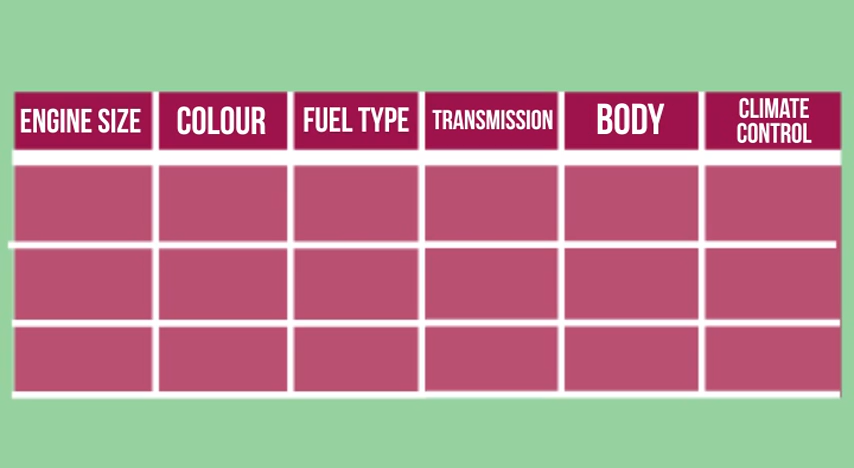 ENGINE SIZE
COLOUR
FUEL TYPE
TRANSMISSION
BODY
CLIMATE
CONTROL